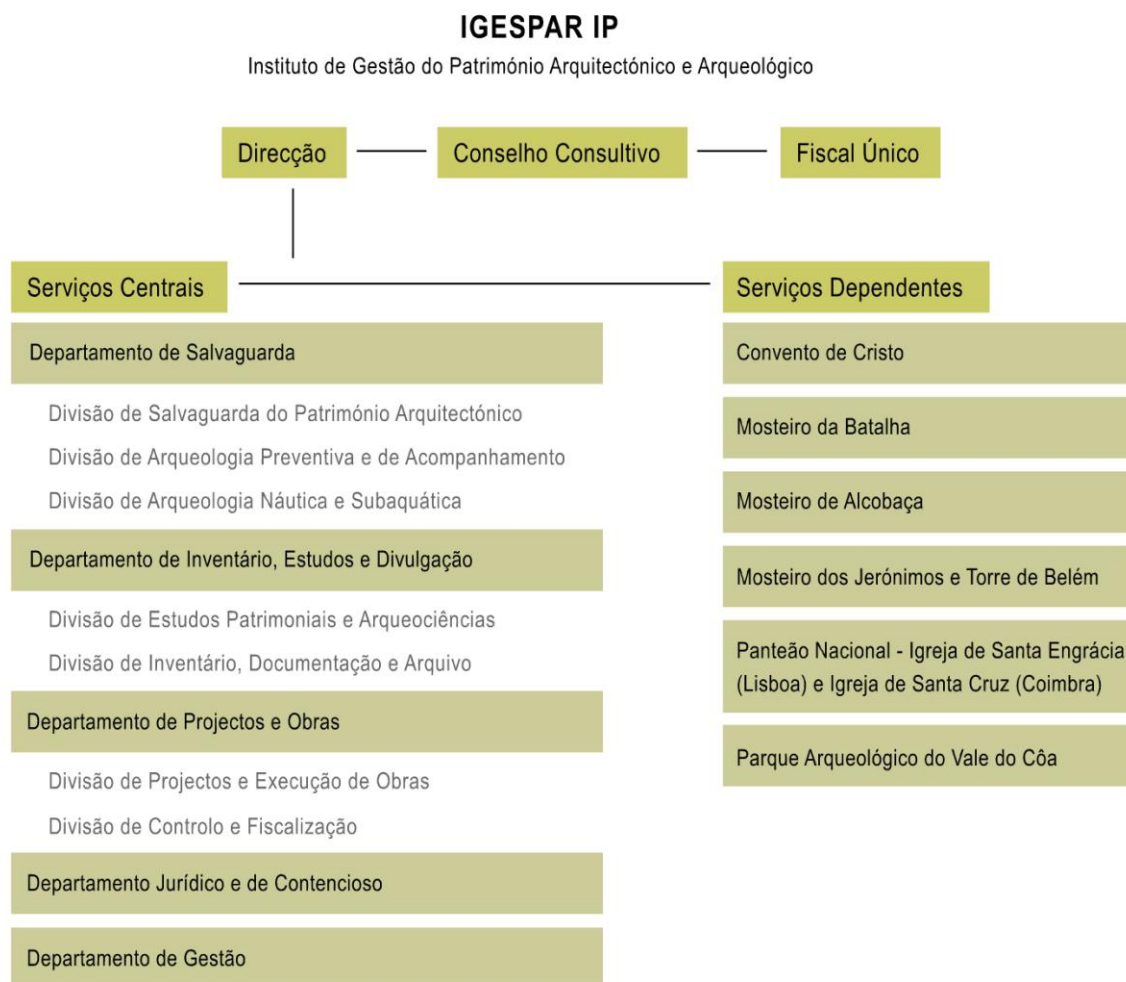 IGESPAR IP
Instituto de Gestão do Património Arquitectónico e Arqueológico
Direcção
Conselho Consultivo
Fiscal Único
Serviços Centrais
Departamento de Salvaguarda
Divisão de Salvaguarda do Património Arquitectónico
Divisão de Arqueologia Preventiva e de Acompanhamento
Divisão de Arqueologia Náutica e Subaquática
Departamento de Inventário, Estudos e Divulgação
Divisão de Estudos Patrimoniais e Arqueociências
Divisão de Inventário, Documentação e Arquivo
Departamento de Projectos e Obras
Divisão de Projectos e Execução de Obras
Divisão de Controlo e Fiscalização
Departamento Jurídico e de Contencioso
Departamento de Gestão
Serviços Dependentes
Convento de Cristo
Mosteiro da Batalha
Mosteiro de Alcobaça
Mosteiro dos Jerónimos e Torre de Belém
Panteão Nacional - Igreja de Santa Engrácia
(Lisboa) e Igreja de Santa Cruz (Coimbra)
Parque Arqueológico do Vale do Côa